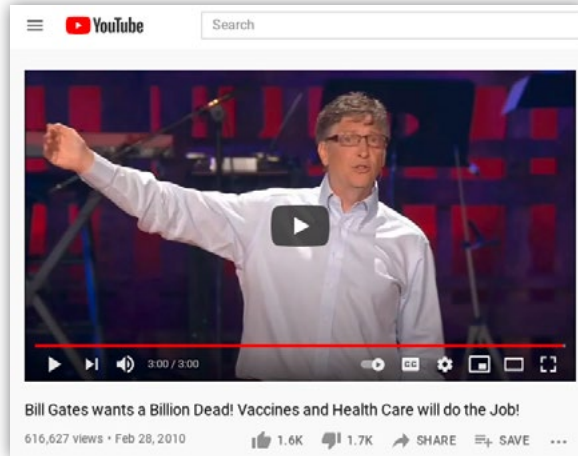 YouTube
Search
3:00 / 3:00
CC
Bill Gates wants a Billion Dead! Vaccines and Health Care will do the Job!
616,627 views • Feb 28, 2010 1.6K 1.7K SHARE SAVE